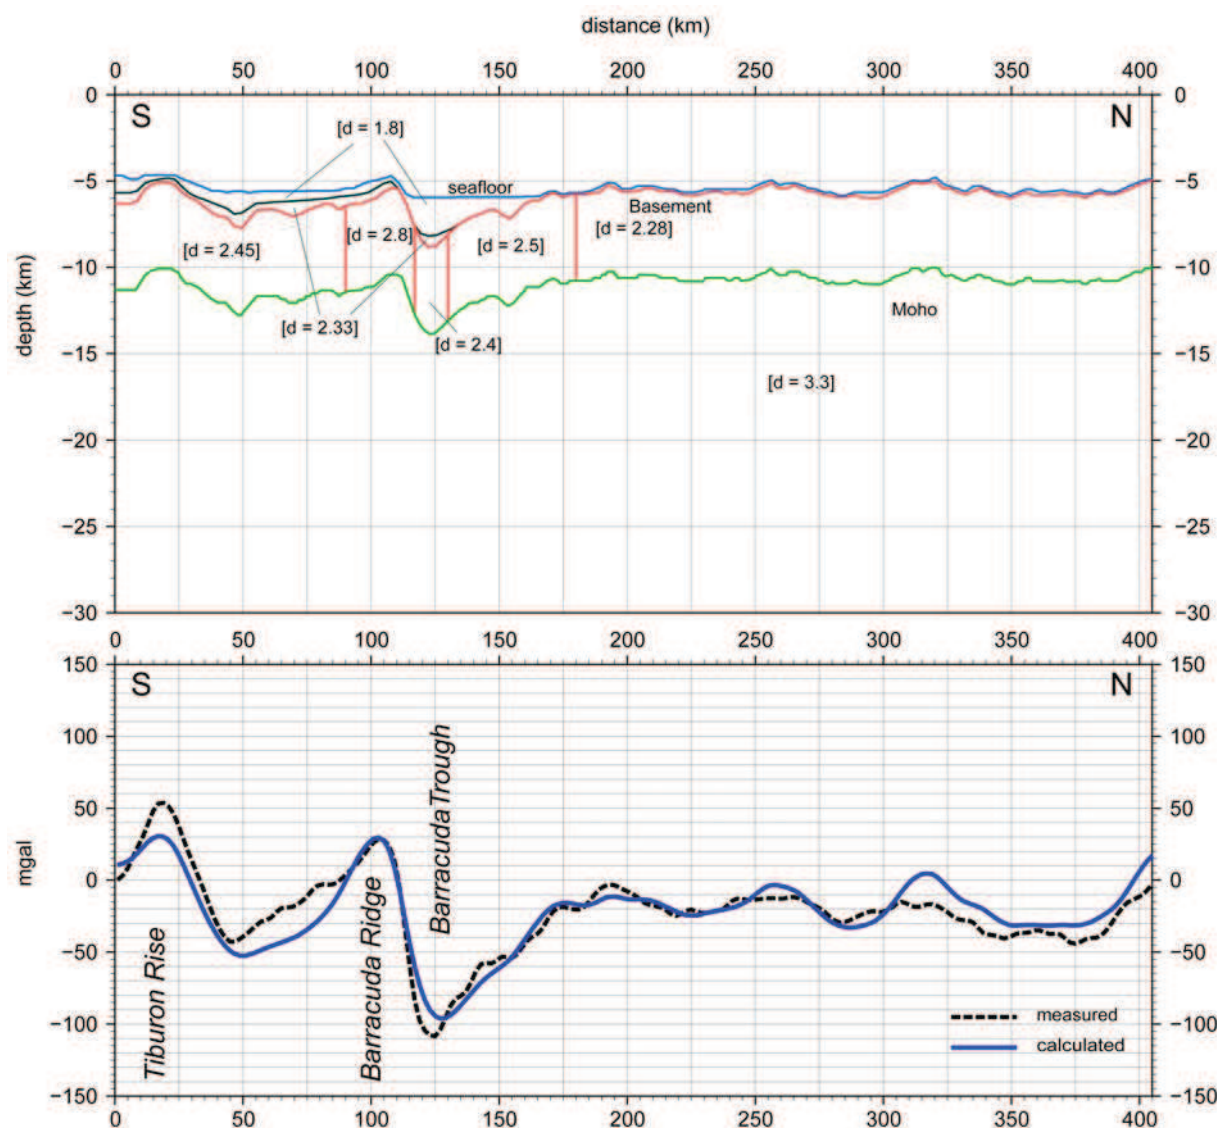 distance (km)
0 50 100 150 200 250 300 350 400
0 0
S N
[d = 1.8]
−5 −5
seafloor
Basement
[d = 2.28]
[d = 2.8]
[d = 2.5]
[d = 2.45]
−10 −10
depth (km)
Moho
[d = 2.33]
[d = 2.4]
−15 −15
[d = 3.3]
−20 −20
−25 −25
−30 −30
0 50 100 150 200 250 300 350 400
150 150
S N
100 100
Barracuda Trough
50 50
mgal
0 0
Barracuda Ridge
Tiburon Rise
−50 −50
measured
−100 −100
calculated
−150 −150
0 50 100 150 200 250 300 350 400